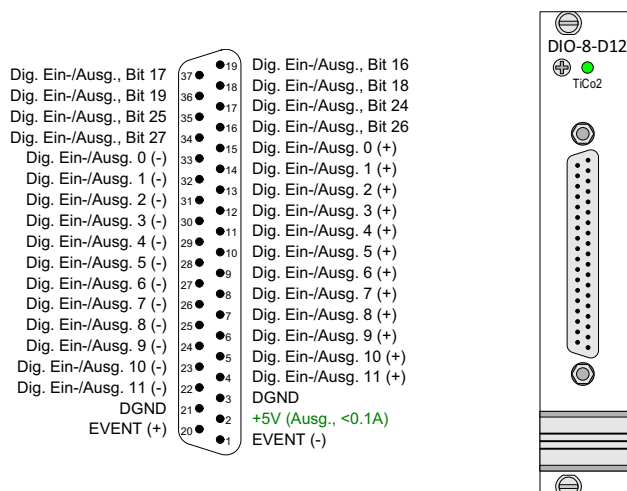 Dig. Ein-/Ausg., Bit 17
Dig. Ein-/Ausg., Bit 19
Dig. Ein-/Ausg., Bit 25
Dig. Ein-/Ausg., Bit 27
Dig. Ein-/Ausg. 0 (-)
Dig. Ein-/Ausg. 1 (-)
Dig. Ein-/Ausg. 2 (-)
Dig. Ein-/Ausg. 3 (-)
Dig. Ein-/Ausg. 4 (-)
Dig. Ein-/Ausg. 5 (-)
Dig. Ein-/Ausg. 6 (-)
Dig. Ein-/Ausg. 7 (-)
Dig. Ein-/Ausg. 8 (-)
Dig. Ein-/Ausg. 9 (-)
Dig. Ein-/Ausg. 10 (-)
Dig. Ein-/Ausg. 11 (-)
DGND
EVENT (+)
37
36
35
34
33
32
31
30
29
28
27
26
25
24
23
22
21
20
19
18
17
16
15
14
13
12
11
10
9
8
7
6
5
4
3
2
1
Dig. Ein-/Ausg., Bit 16
Dig. Ein-/Ausg., Bit 18
Dig. Ein-/Ausg., Bit 24
Dig. Ein-/Ausg., Bit 26
Dig. Ein-/Ausg. 0 (+)
Dig. Ein-/Ausg. 1 (+)
Dig. Ein-/Ausg. 2 (+)
Dig. Ein-/Ausg. 3 (+)
Dig. Ein-/Ausg. 4 (+)
Dig. Ein-/Ausg. 5 (+)
Dig. Ein-/Ausg. 6 (+)
Dig. Ein-/Ausg. 7 (+)
Dig. Ein-/Ausg. 8 (+)
Dig. Ein-/Ausg. 9 (+)
Dig. Ein-/Ausg. 10 (+)
Dig. Ein-/Ausg. 11 (+)
DGND
+5V (Ausg., <0.1A)
EVENT (-)
DIO-8-D12
TiCo2